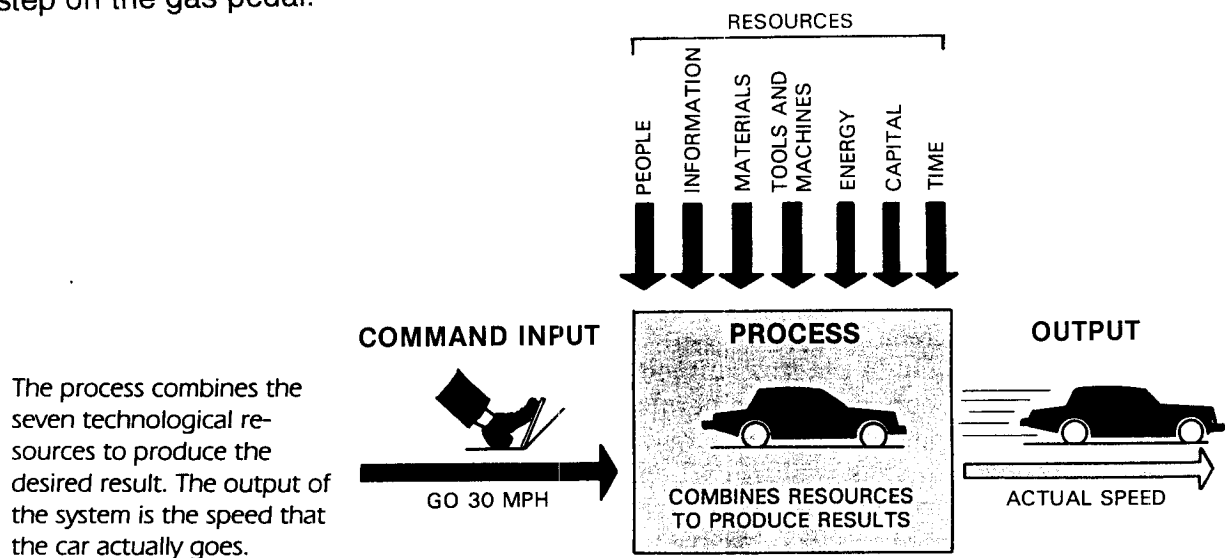 step on the gas pedal.
RESOURCES
PEOPLE
INFORMATION
MATERIALS
TOOLS AND
MACHINES
ENERGY
CAPITAL
TIME
COMMAND INPUT
PROCESS
OUTPUT
The process combines the
seven technological re-
sources to produce the
desired result. The output of
the system is the speed that
the car actually goes.
GO 30 MPH
COMBINES RESOURCES
TO PRODUCE RESULTS
ACTUAL SPEED